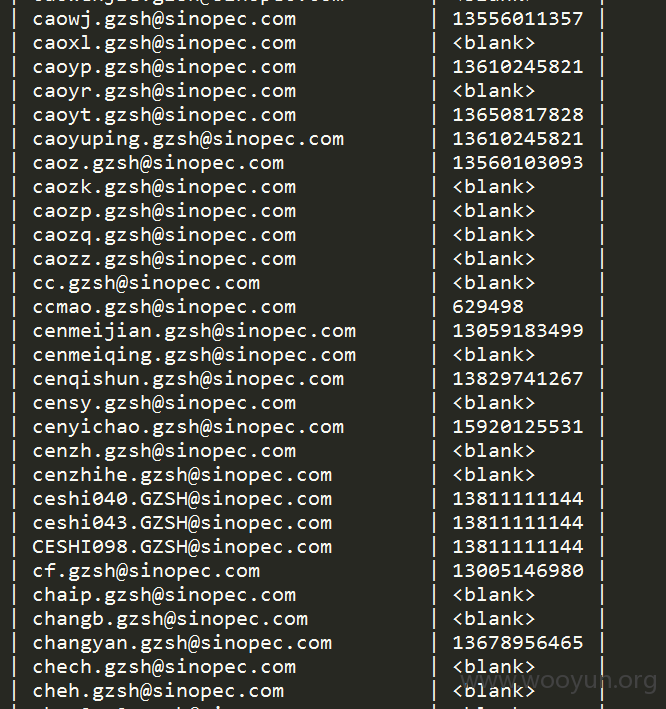 | caowj.gzsh@sinopec.com | 13556011357 |
| caoxl.gzsh@sinopec.com | <blank> |
| caoyp.gzsh@sinopec.com | 13610245821 |
| caoyr.gzsh@sinopec.com | <blank> |
| caoyt.gzsh@sinopec.com | 13650817828 |
| caoyuping.gzsh@sinopec.com | 13610245821 |
| caoz.gzsh@sinopec.com | 13560103093 |
| caozk.gzsh@sinopec.com | <blank> |
| caozp.gzsh@sinopec.com | <blank> |
| caozq.gzsh@sinopec.com | <blank> |
| caozz.gzsh@sinopec.com | <blank> |
| cc.gzsh@sinopec.com | <blank> |
| ccmao.gzsh@sinopec.com | 629498 |
| cenmeijian.gzsh@sinopec.com | 13059183499 |
| cenmeiqing.gzsh@sinopec.com | <blank> |
| cenqishun.gzsh@sinopec.com | 13829741267 |
| censy.gzsh@sinopec.com | <blank> |
| cenyichao.gzsh@sinopec.com | 15920125531 |
| cenzh.gzsh@sinopec.com | <blank> |
| cenzhihe.gzsh@sinopec.com | <blank> |
| ceshi040.GZSH@sinopec.com | 13811111144 |
| ceshi043.GZSH@sinopec.com | 13811111144 |
| CESHI098.GZSH@sinopec.com | 13811111144 |
| cf.gzsh@sinopec.com | 13005146980 |
| chaip.gzsh@sinopec.com | <blank> |
| changb.gzsh@sinopec.com | <blank> |
| changyan.gzsh@sinopec.com | 13678956465 |
| chech.gzsh@sinopec.com | <blank> |
| cheh.gzsh@sinopec.com | <blank> |
www.wooyun.org